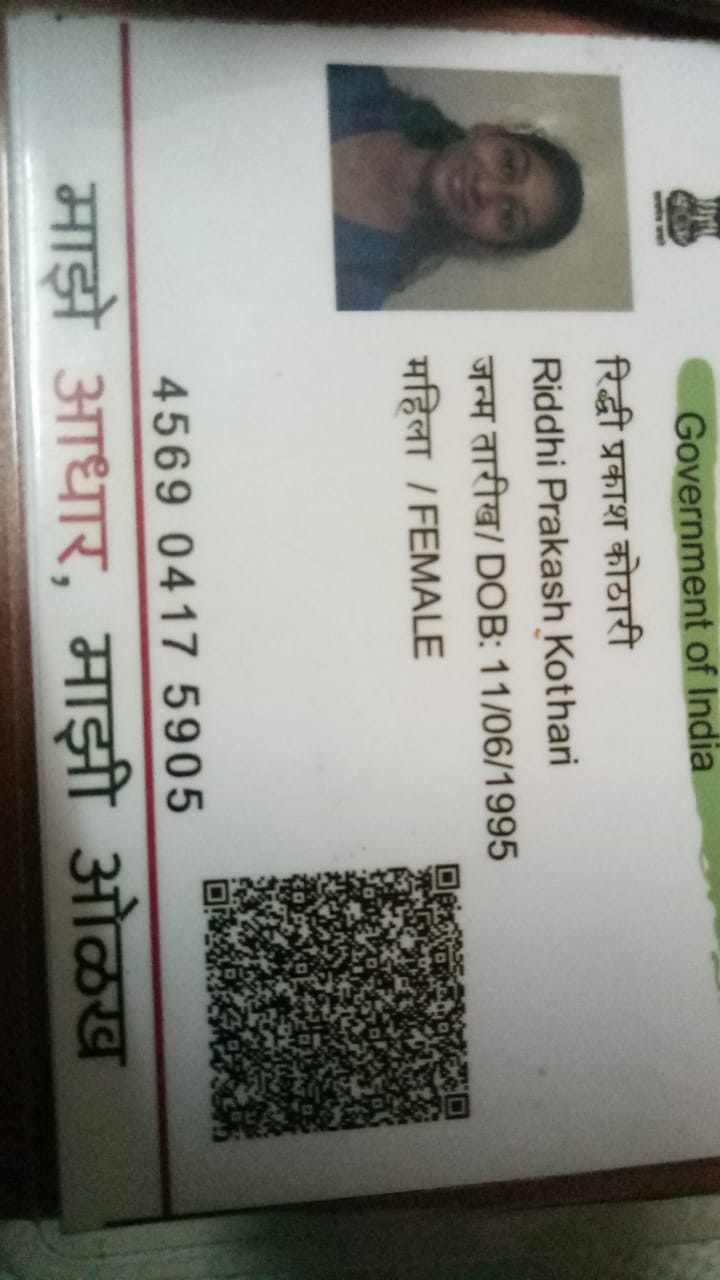 Government of India
रिद्धी प्रकाश कोठारी
Riddhi Prakash Kothari
जन्म तारीख/ DOB: 11/06/1995
महिला / FEMALE
4569 0417 5905
माझे आधार, माझी ओळख